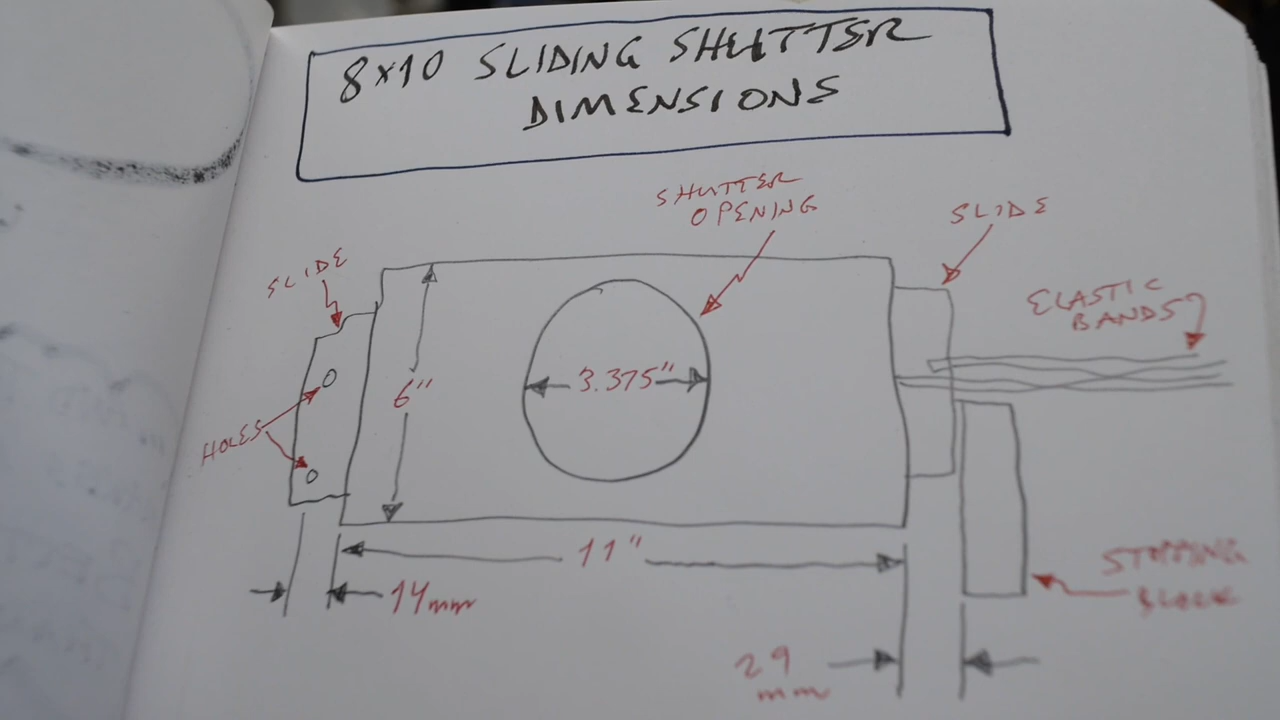 8x10 SLIDING SHUTTER
DIMENSIONS
SHUTTER
OPENING
SLIDE
SLIDE
ELASTIC
BANDS
3.375"
6"
HOLES
11"
STOPPING
BLOCK
14mm
29
mm